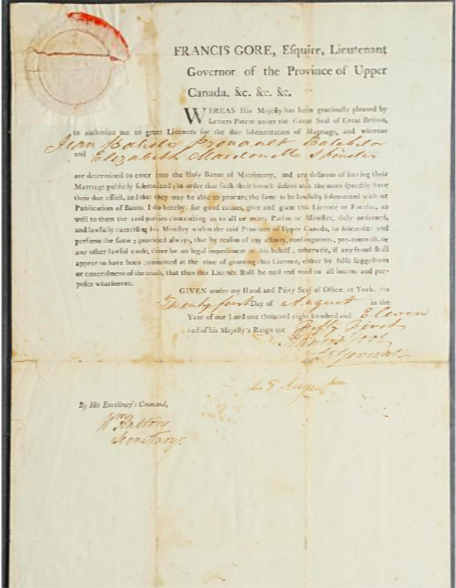 FRANCIS GORE, Esquire, Lieutenant
Governor of the Province of Upper
Canada, &c. &c. &c.
WHEREAS His Majesty has been graciously pleased by
Letters Patent under the Great Seal of Great Britain,
to authorize me to grant Licences for the due Solemnization of Marriage, and whereas
Jean Batiste Batchelor
and Elizabeth Macdonell Spinster
are determined to enter into the Holy Banns of Matrimony, and are desirous of having their
Marriage publicly solemnized; in order that such their honest desires may the more speedily have
their due effect, and that they may be able to procure the same to be lawfully solemnized without
Publication of Banns. I do hereby, for good causes, give and grant this Licence or Faculty, as
well to them the said parties contracting as to all or every Parson or Minister, duly ordained,
and lawfully exercising his Ministry within the said Province of Upper Canada, to solemnize and
perform the same; provided always, that by reason of any affinity, consanguinity, pre-contract, or
any other lawful cause, there be no legal impediment in this behalf; otherwise, if any fraud shall
appear to have been committed at the time of granting this Licence, either by false suggestions
or concealment of the truth, that then this Licence shall be null and void to all intents and pur-
poses whatsoever.
GIVEN under my Hand and Privy Seal of Office, at York, this
Twenty first Day of August in the
Year of our Lord one thousand eight hundred and Eleven
and of his Majesty's Reign the Fifty First
Francis Gore
Lt Governor
25 August
By His Excellency's Command,
Wm Halton
Secretary